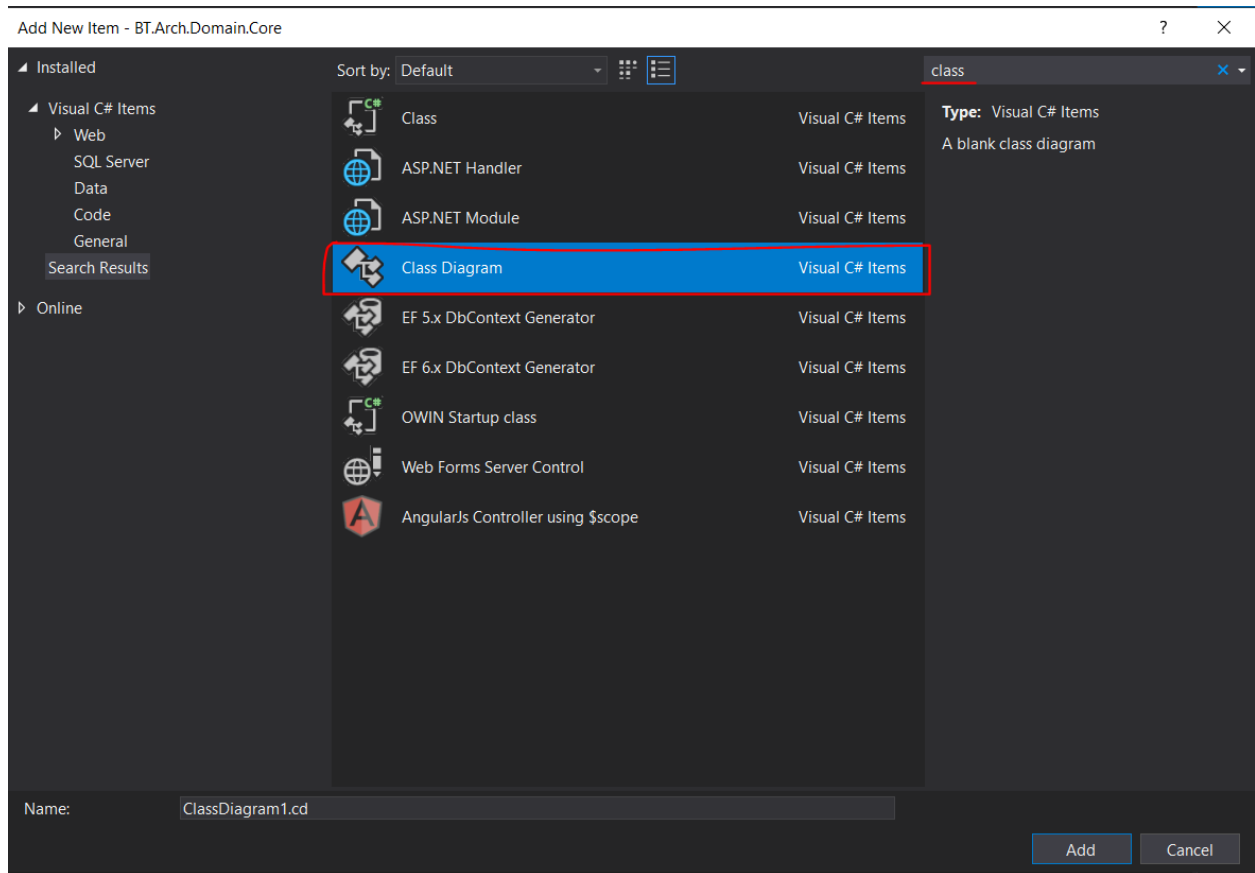 Add New Item - BT.Arch.Domain.Core
?
Installed
Sort by: Default
class
Visual C# Items
Web
SQL Server
Data
Code
General
Search Results
Online
C# Class Visual C# Items
ASP.NET Handler Visual C# Items
ASP.NET Module Visual C# Items
Class Diagram Visual C# Items
EF 5.x DbContext Generator Visual C# Items
EF 6.x DbContext Generator Visual C# Items
C# OWIN Startup class Visual C# Items
Web Forms Server Control Visual C# Items
A AngularJs Controller using $scope Visual C# Items
Type: Visual C# Items
A blank class diagram
Name: ClassDiagram1.cd
Add Cancel